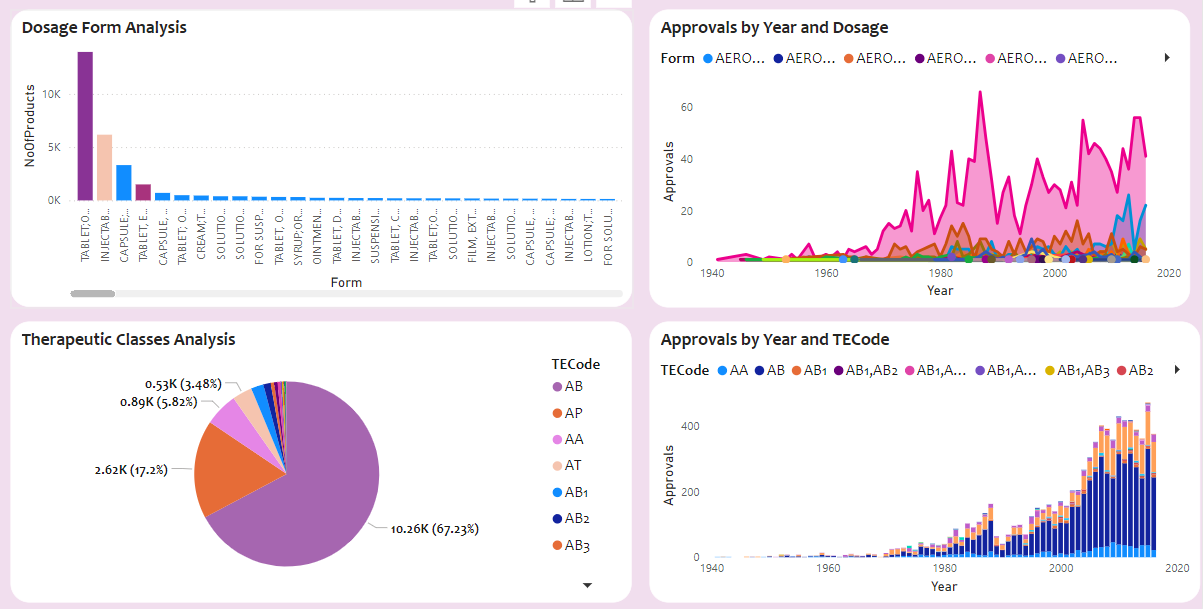 Dosage Form Analysis
NoOfProducts
10K
5K
0K
TABLET;O...
INJECTAB...
CAPSULE;...
TABLET, E...
CAPSULE, ...
TABLET; O...
CREAM;T...
SOLUTIO...
SOLUTIO...
FOR SUSP...
TABLET, O...
SYRUP;OR...
OINTMEN...
TABLET, D...
INJECTAB...
SUSPENSI...
TABLET, C...
INJECTAB...
TABLET;O...
SOLUTIO...
FILM, EXT...
INJECTAB...
SOLUTIO...
CAPSULE, ...
CAPSULE; ...
INJECTAB...
LOTION;T...
FOR SOLU...
Form
Approvals by Year and Dosage
Form AERO... AERO... AERO... AERO... AERO... AERO...
Approvals
60
40
20
0
1940 1960 1980 2000 2020
Year
Therapeutic Classes Analysis
0.53K (3.48%)
0.89K (5.82%)
2.62K (17.2%)
10.26K (67.23%)
TECode
AB
AP
AA
AT
AB1
AB2
AB3
Approvals by Year and TECode
TECode AA AB AB1 AB1,AB2 AB1,A... AB1,A... AB1,AB3 AB2
Approvals
400
200
0
1940 1960 1980 2000 2020
Year